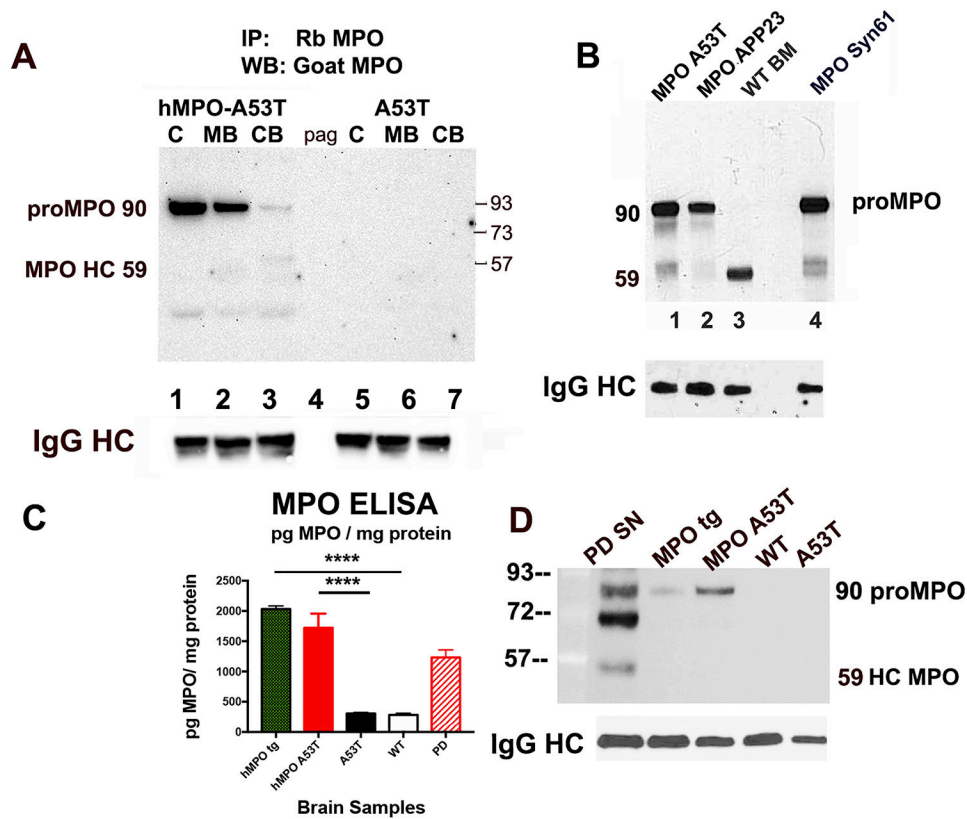 A
IP: Rb MPO
WB: Goat MPO
hMPO-A53T A53T
C MB CB pag C MB CB
proMPO 90
MPO HC 59
93
73
57
1 2 3 4 5 6 7
IgG HC
B
MPO A53T
MPO APP23
WT BM
MPO Syn61
90
59
proMPO
1 2 3 4
IgG HC
C
MPO ELISA
pg MPO / mg protein
****
****
pg MPO/ mg protein
2500
2000
1500
1000
500
0
hMPO tg
hMPO A53T
A53T
WT
PD
Brain Samples
D
PD SN
MPO tg
MPO A53T
WT
A53T
93--
72--
57--
90 proMPO
59 HC MPO
IgG HC